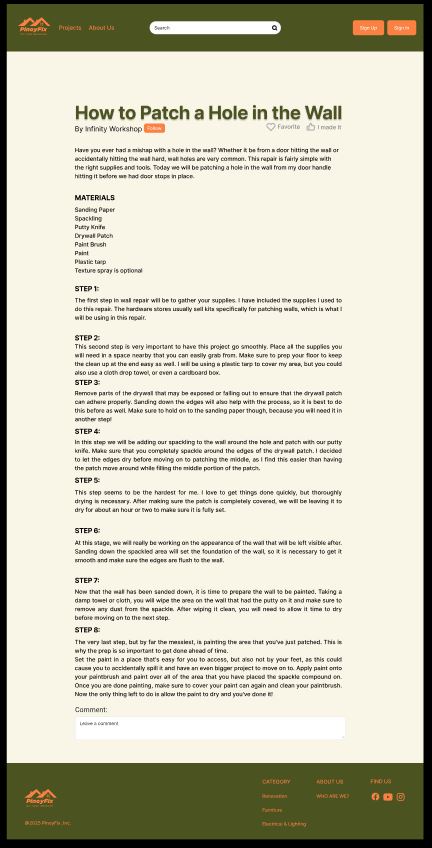 PinoyFix
Projects About Us
Search
Sign Up Sign In
How to Patch a Hole in the Wall
By Infinity Workshop Follow
Favorite I made it
Have you ever had a mishap with a hole in the wall? Whether it be from a door hitting the wall or
accidentally hitting the wall hard, wall holes are very common. This repair is fairly simple with
the right supplies and tools. Today we will be patching a hole in the wall from my door handle
hitting it before we had door stops in place.
MATERIALS
Sanding Paper
Spackling
Putty Knife
Drywall Patch
Paint Brush
Paint
Plastic tarp
Texture spray is optional
STEP 1:
The first step in wall repair will be to gather your supplies. I have included the supplies I used to
do this repair. The hardware stores usually sell kits specifically for patching walls, which is what I
will be using in this repair.
STEP 2:
This second step is very important to have this project go smoothly. Place all the supplies you
will need in a space nearby that you can easily grab from. Make sure to prep your floor to keep
the clean up at the end easy as well. I will be using a plastic tarp to cover my area, but you could
also use a cloth drop towel, or even a cardboard box.
STEP 3:
Remove parts of the drywall that may be exposed or falling out to ensure that the drywall patch
can adhere properly. Sanding down the edges will also help with the process, so it is best to do
this before as well. Make sure to hold on to the sanding paper though, because you will need it in
another step!
STEP 4:
In this step we will be adding our spackling to the wall around the hole and patch with our putty
knife. Make sure that you completely spackle around the edges of the drywall patch. I decided
to let the edges dry before moving on to patching the middle, as I find this easier than having
the patch move around while filling the middle portion of the patch.
STEP 5:
This step seems to be the hardest for me. I love to get things done quickly, but thoroughly
drying is necessary. After making sure the patch is completely covered, we will be leaving it to
dry for about an hour or two to make sure it is fully set.
STEP 6:
At this stage, we will really be working on the appearance of the wall that will be left visible after.
Sanding down the spackled area will set the foundation of the wall, so it is necessary to get it
smooth and make sure the edges are flush to the wall.
STEP 7:
Now that the wall has been sanded down, it is time to prepare the wall to be painted. Taking a
damp towel or cloth, you will wipe the area on the wall that had the putty on it and make sure to
remove any dust from the spackle. After wiping it clean, you will need to allow it time to dry
before moving on to the next step.
STEP 8:
The very last step, but by far the messiest, is painting the area that you've just patched. This is
why the prep is so important to get done ahead of time.
Set the paint in a place that's easy for you to access, but also not by your feet, as this could
cause you to accidentally spill it and have an even bigger project to move on to. Apply paint onto
your paintbrush and paint over all of the area that you have placed the spackle compound on.
Once you are done painting, make sure to cover your paint can again and clean your paintbrush.
Now the only thing left to do is allow the paint to dry and you've done it!
Comment:
Leave a comment
PinoyFix
©2025 PinoyFix, Inc.
CATEGORY ABOUT US FIND US
Renovation WHO ARE WE?
Furniture
Electrical & Lighting